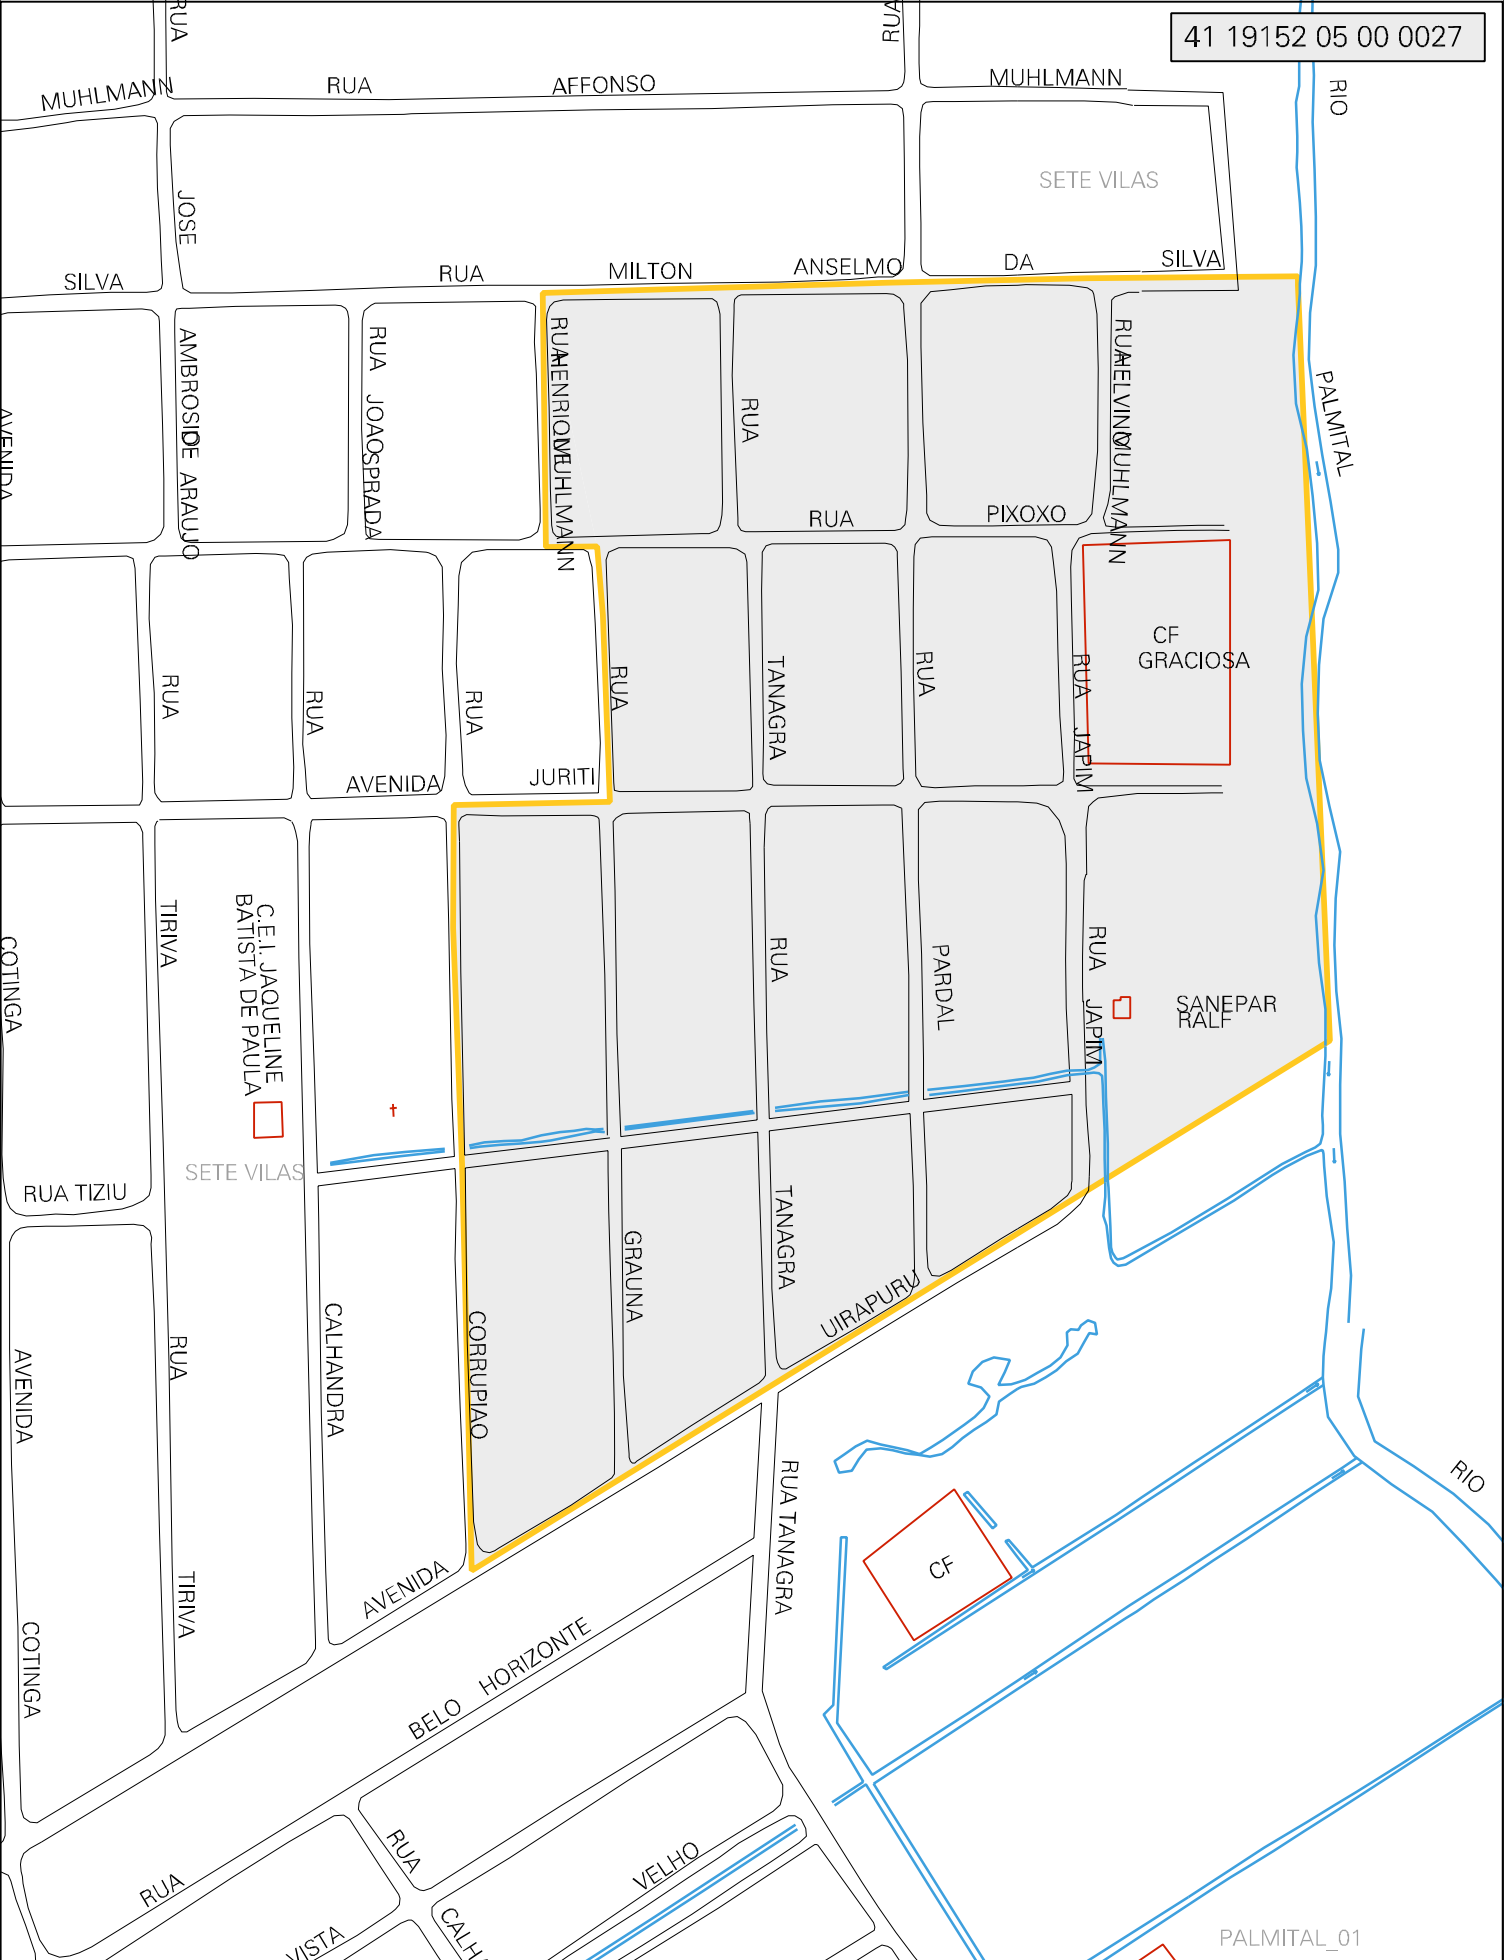 41 19152 05 00 0027
RUA
RUA
MUHLMANN
RUA
AFFONSO
MUHLMANN
RIO
SETE VILAS
JOSE
SILVA
RUA
MILTON
ANSELMO
DA
SILVA
RUA HENRIQUE MUHLMANN
RUA HELVINO MUHLMANN
AMBROSIO DE ARAUJO
RUA JOAO SPRADA
RUA
PALMITAL
AVENIDA
RUA
PIXOXO
CF
GRACIOSA
RUA
RUA
RUA
RUA
TANAGRA
RUA
RUA JAPIM
AVENIDA
JURITI
TIRIVA
C.E.I. JAQUELINE
BATISTA DE PAULA
COTINGA
RUA
PARDAL
RUA JAPIM
SANEPAR
RALF
SETE VILAS
RUA TIZIU
TANAGRA
GRAUNA
UIRAPURU
CALHANDRA
CORRUPIAO
RUA
AVENIDA
RUA TANAGRA
RIO
CF
AVENIDA
TIRIVA
COTINGA
BELO HORIZONTE
RUA
RUA
VELHO
VISTA
CALH
PALMITAL_01